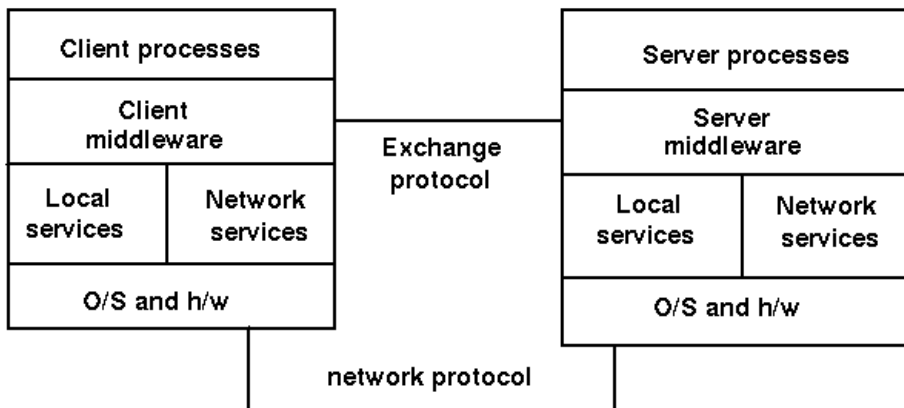 Client processes
Client
middleware
Local
services
Network
services
O/S and h/w
Exchange
protocol
Server processes
Server
middleware
Local
services
Network
services
O/S and h/w
network protocol